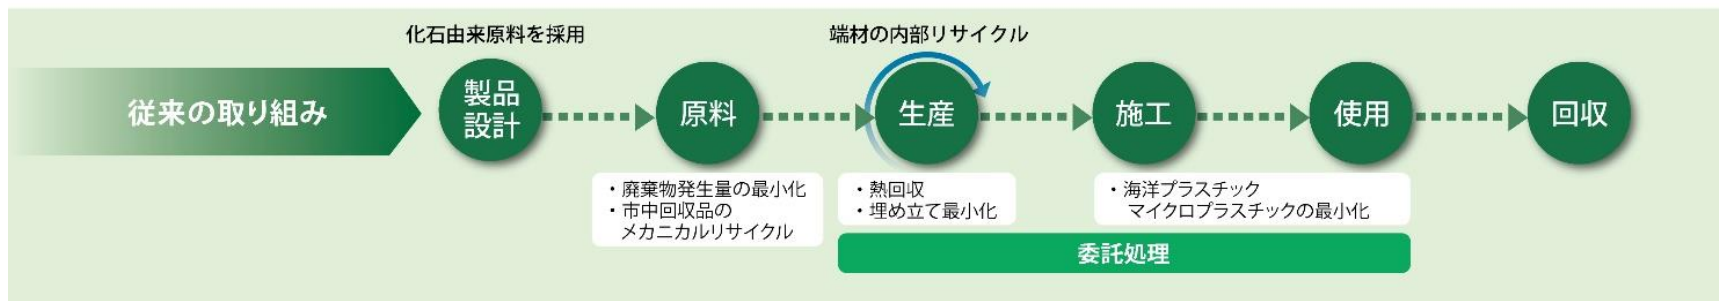 化石由来原料を採用
端材の内部リサイクル
従来の取り組み
製品
設計
原料
生産
施工
使用
回収
・廃棄物発生量の最小化
・市中回収品の
メカニカルリサイクル
・熱回収
・埋め立て最小化
・海洋プラスチック
マイクロプラスチックの最小化
委託処理